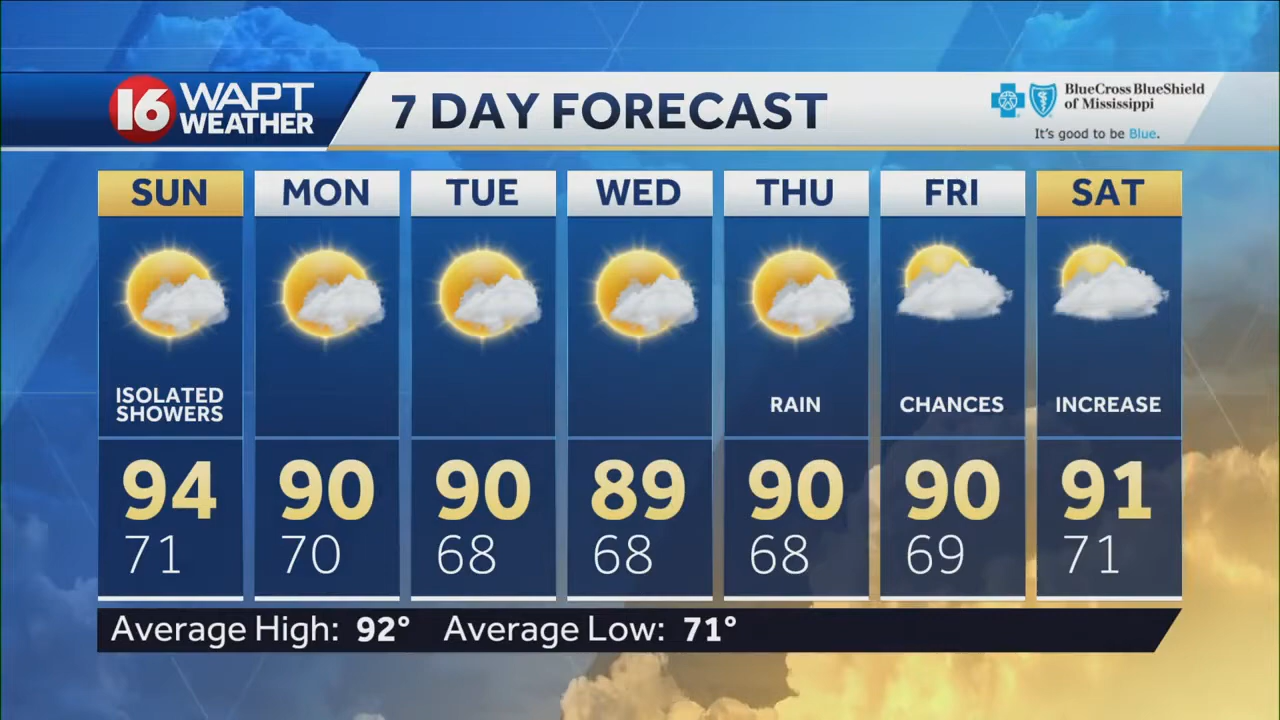 16 WAPT
WEATHER
7 DAY FORECAST
BlueCross BlueShield
of Mississippi
It's good to be Blue.
SUN MON TUE WED THU FRI SAT
ISOLATED
SHOWERS
RAIN CHANCES INCREASE
94 90 90 89 90 90 91
71 70 68 68 68 69 71
Average High: 92° Average Low: 71°